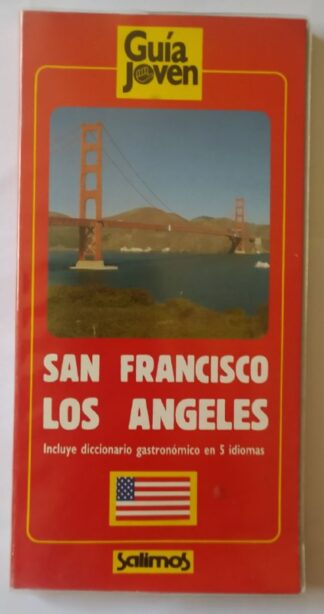 Guía
Joven
SAN FRANCISCO
LOS ANGELES
Incluye diccionario gastronómico en 5 idiomas
Salimos